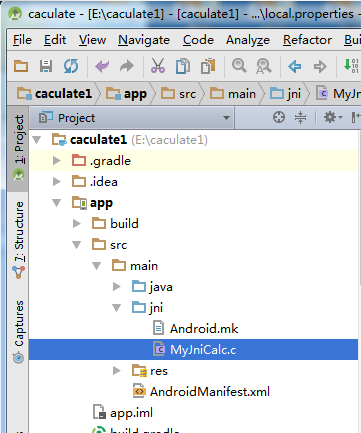 caculate - [E:\caculate1] - [caculate1] - ...\local.properties -
File Edit View Navigate Code Analyze Refactor Build
caculate1 app src main jni MyJn
Project
1: Project
7: Structure
Captures
caculate1 (E:\caculate1)
.gradle
.idea
app
build
src
main
java
jni
Android.mk
MyJniCalc.c
res
AndroidManifest.xml
app.iml
build.gradle